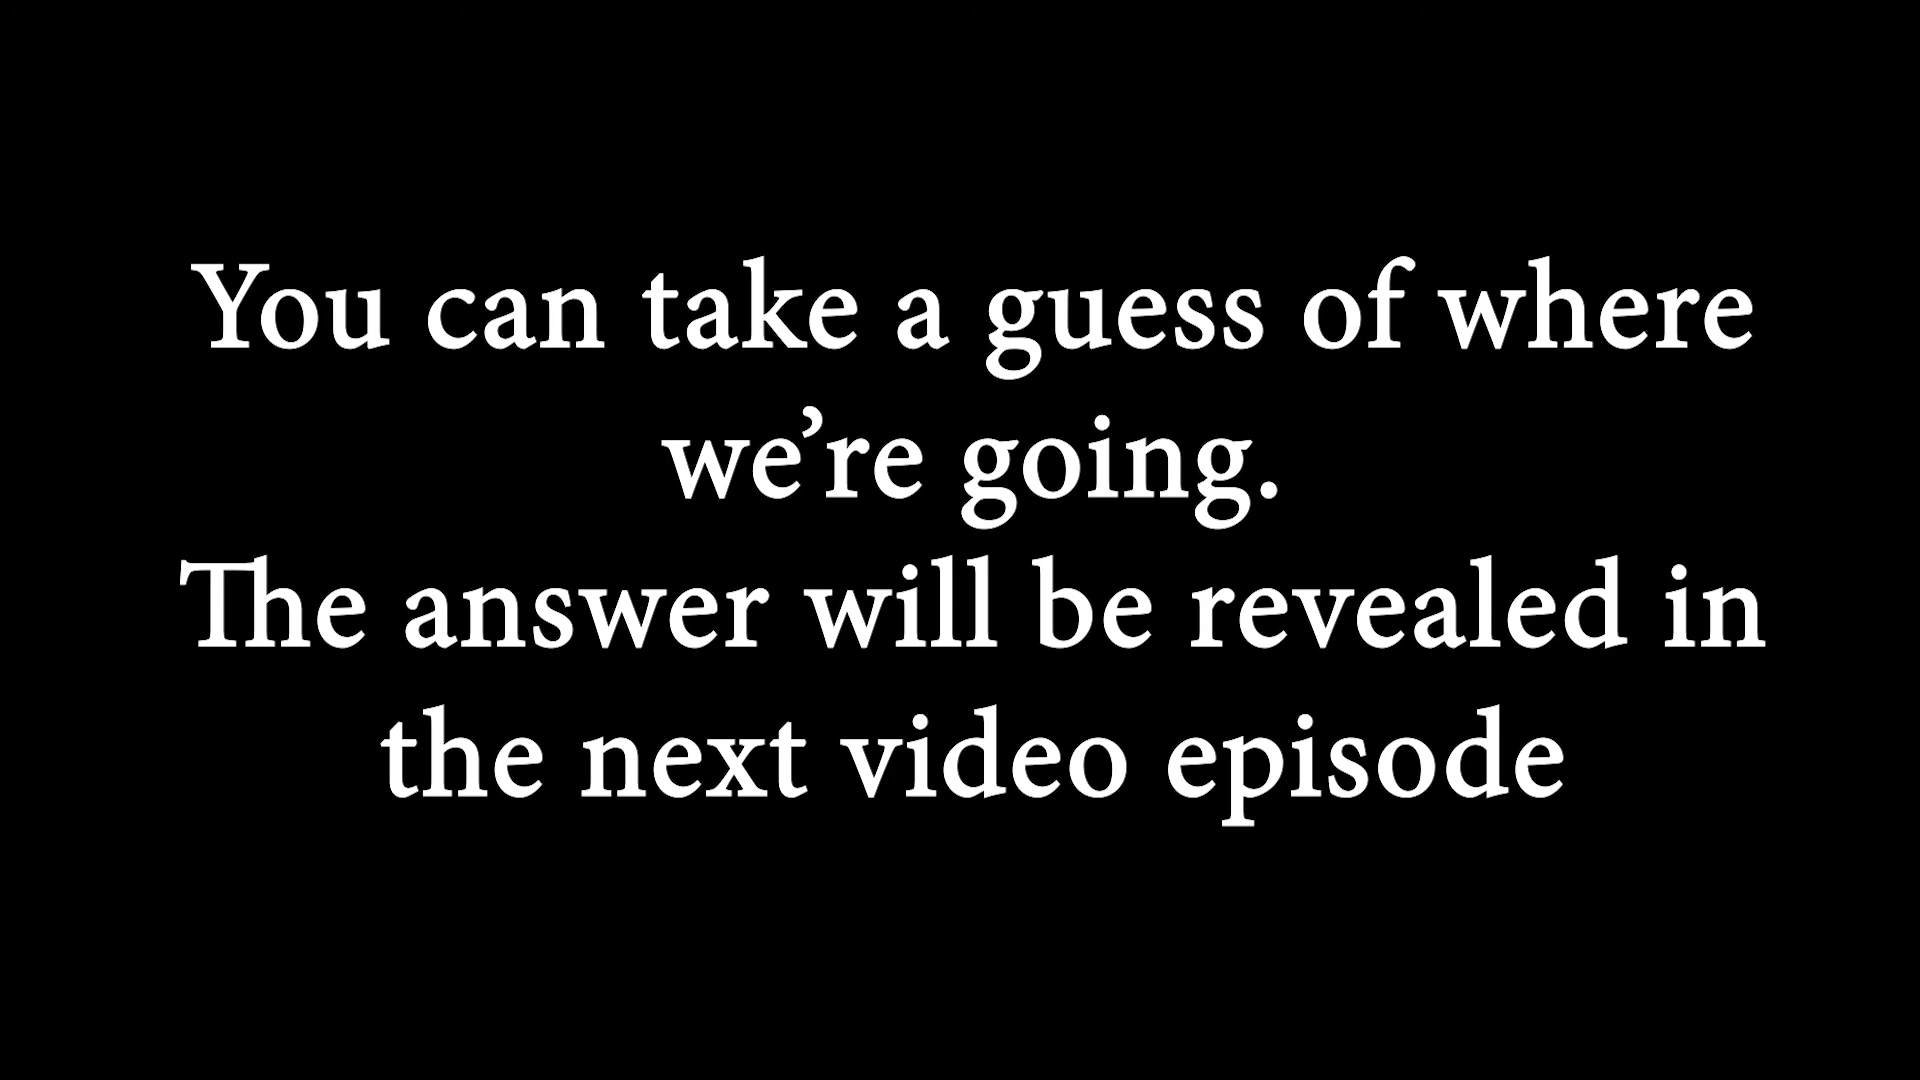 You can take a guess of where
we’re going.
The answer will be revealed in
the next video episode